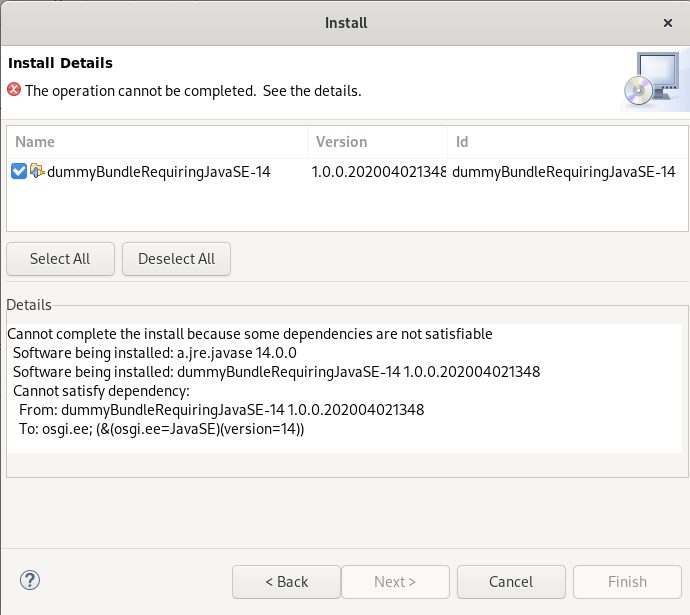 Install
Install Details
The operation cannot be completed.  See the details.
Name Version Id
dummyBundleRequiringJavaSE-14 1.0.0.202004021348 dummyBundleRequiringJavaSE-14
Select All Deselect All
Details
Cannot complete the install because some dependencies are not satisfiable
Software being installed: a.jre.javase 14.0.0
Software being installed: dummyBundleRequiringJavaSE-14 1.0.0.202004021348
Cannot satisfy dependency:
From: dummyBundleRequiringJavaSE-14 1.0.0.202004021348
To: osgi.ee; (&(osgi.ee=JavaSE)(version=14))
< Back Next > Cancel Finish